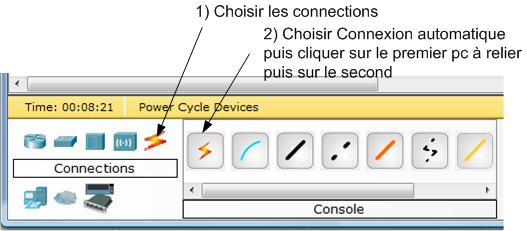 1) Choisir les connections
2) Choisir Connexion automatique
puis cliquer sur le premier pc à relier
puis sur le second
Time: 00:08:21 Power Cycle Devices
Connections
Console